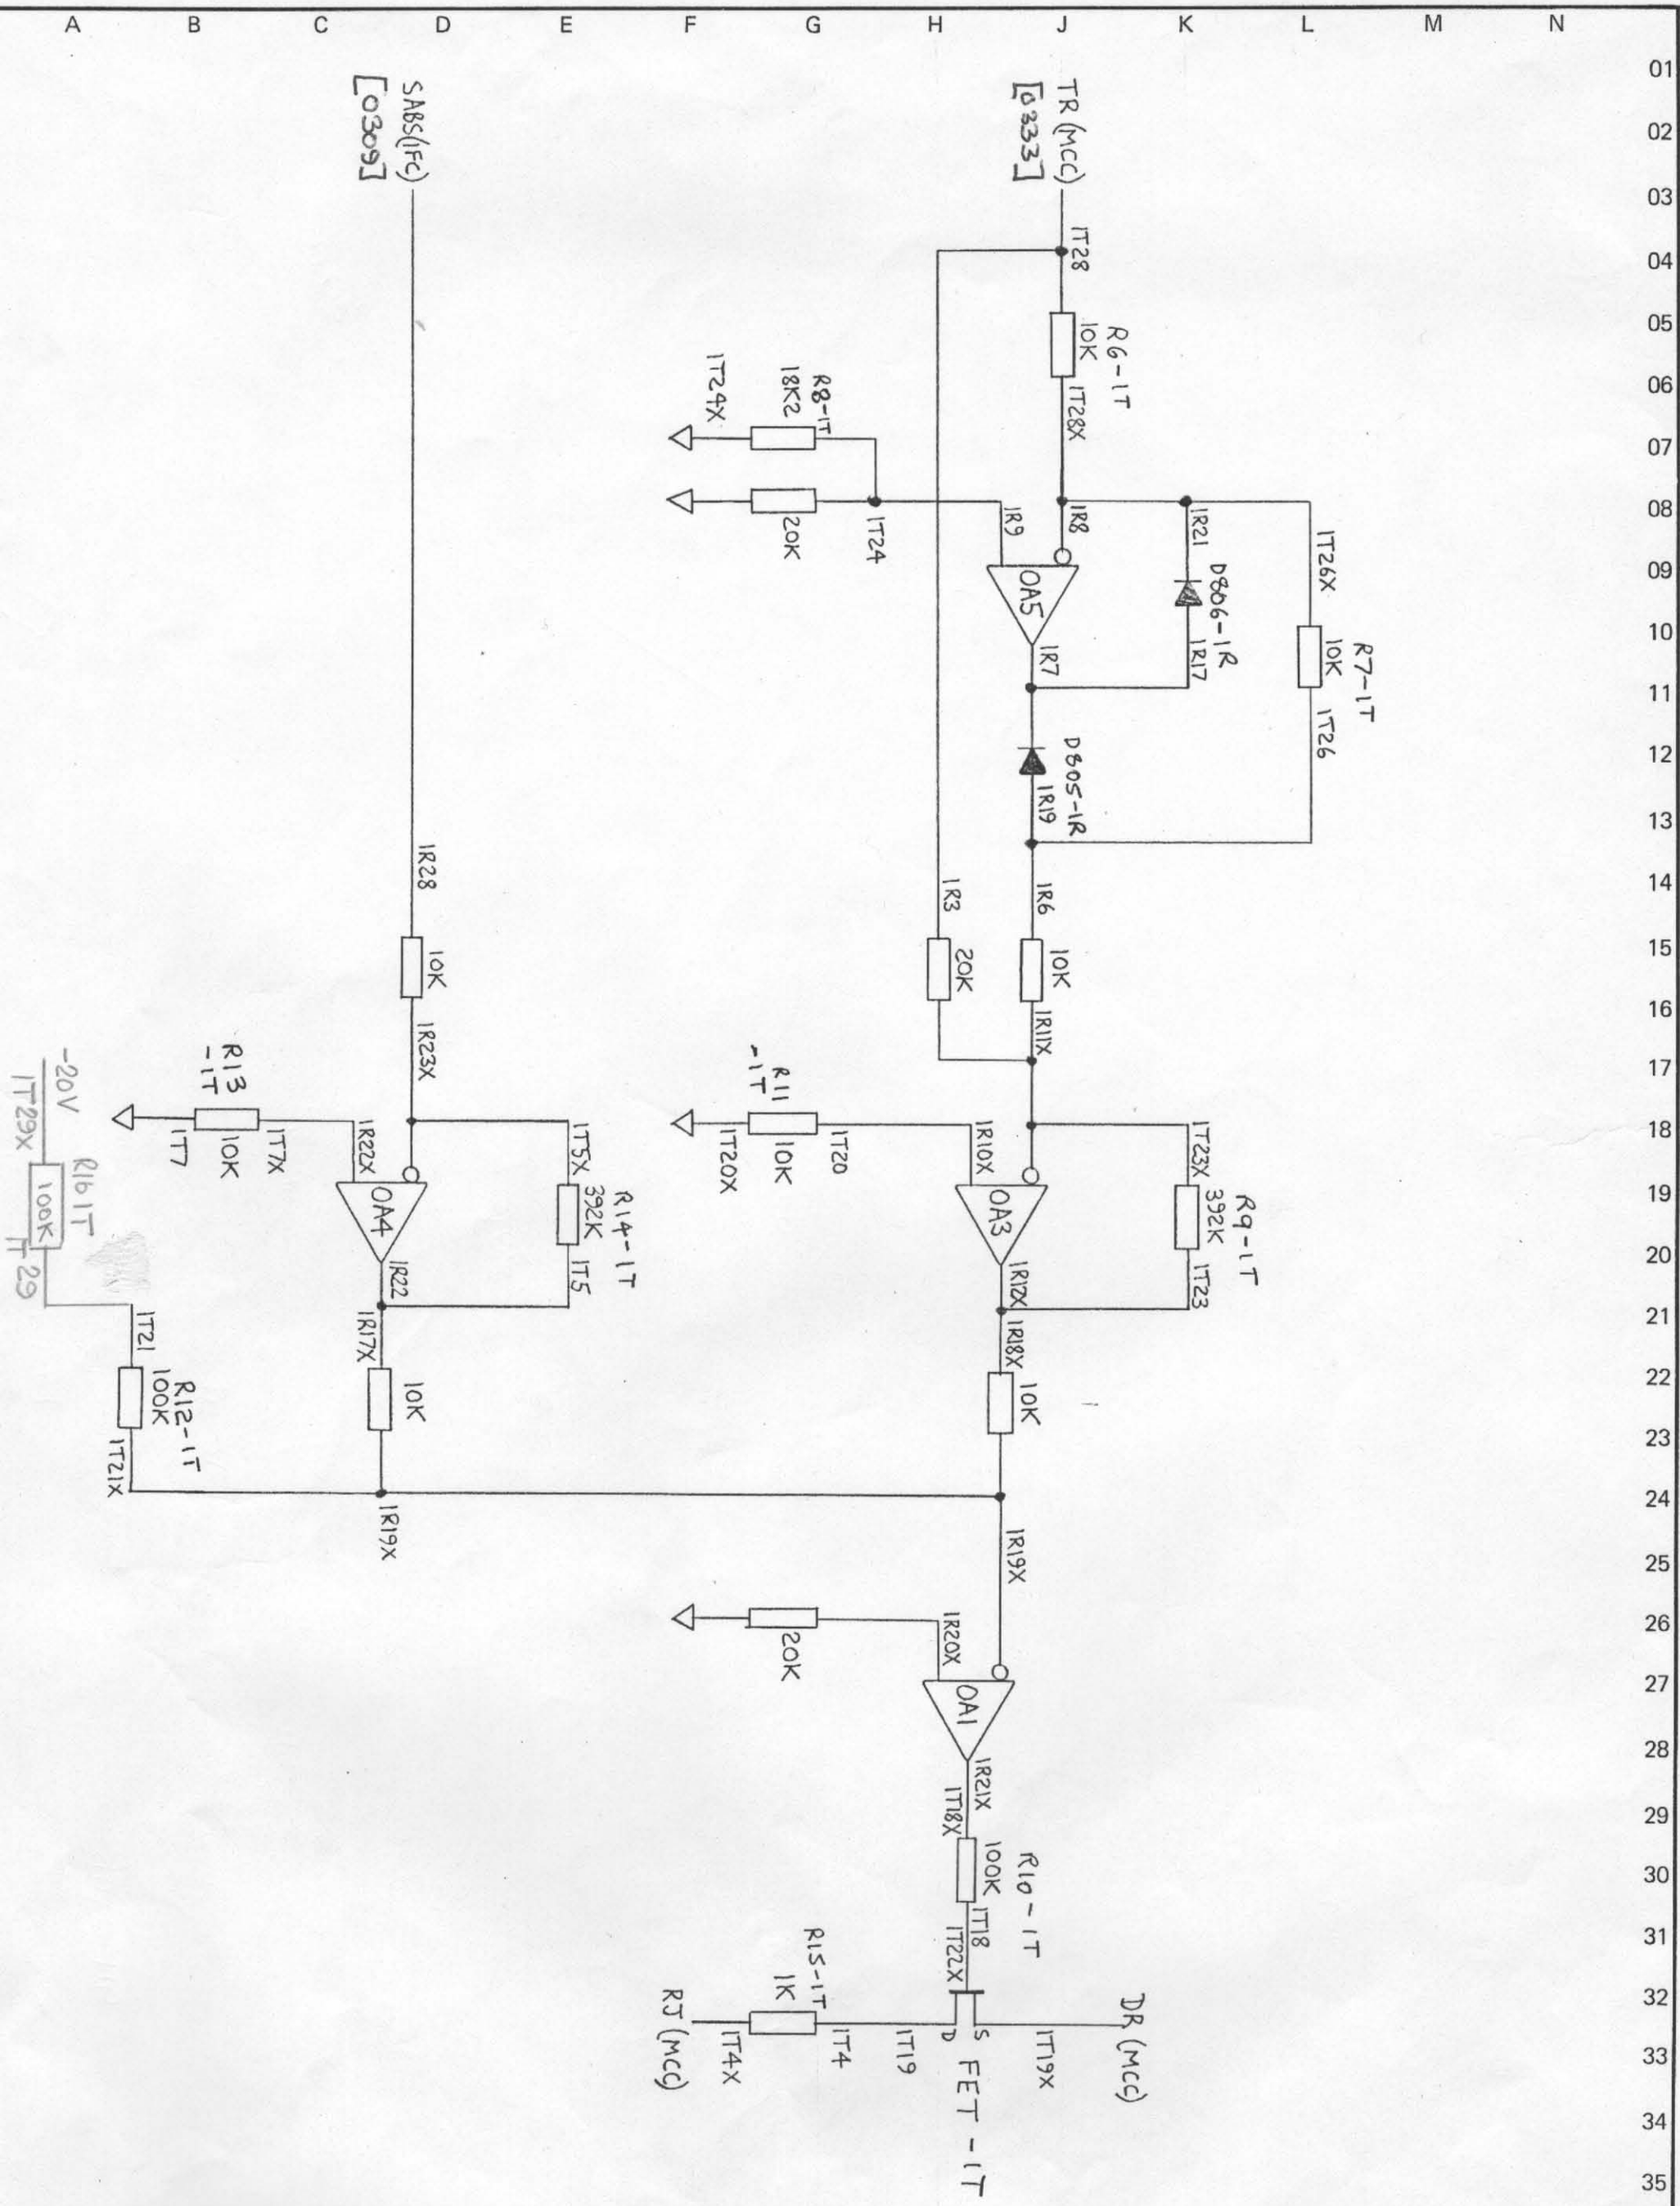 A B C D E F G H J K L M N
01
02
03
04
05
06
07
08
09
10
11
12
13
14
15
16
17
18
19
20
21
22
23
24
25
26
27
28
29
30
31
32
33
34
35
TR (MCC)
[0333]
1T28
R6-1T
10K
1T28X
1R8
1R9
OA5
1R7
1R21
D806-1R
1R17
1T26X
R7-1T
10K
1T26
D805-1R
1R19
1R6
10K
1R11X
1R3
20K
R8-1T
18K2
1T24X
20K
1T24
R11
-1T
10K
1T20X
1T20
1R10X
OA3
1R12X
1T23X
R9-1T
392K
1T23
1R18X
10K
1R19X
SABS(IFC)
[0309]
1R28
10K
1R23X
R13
-1T
10K
1T7
1T7X
1R22X
OA4
1R22
1T5X
R14-1T
392K
1T5
1R17X
10K
1R19X
-20V
1T29X
R16 1T
100K
1T29
1T21
R12-1T
100K
1T21X
20K
1R20X
OA1
1R21X
1T18X
R10-1T
100K
1T18
1T22X
DR (MCC)
1T19X
S
D
FET-1T
1T19
1T4
R15-1T
1K
1T4X
RJ (MCC)